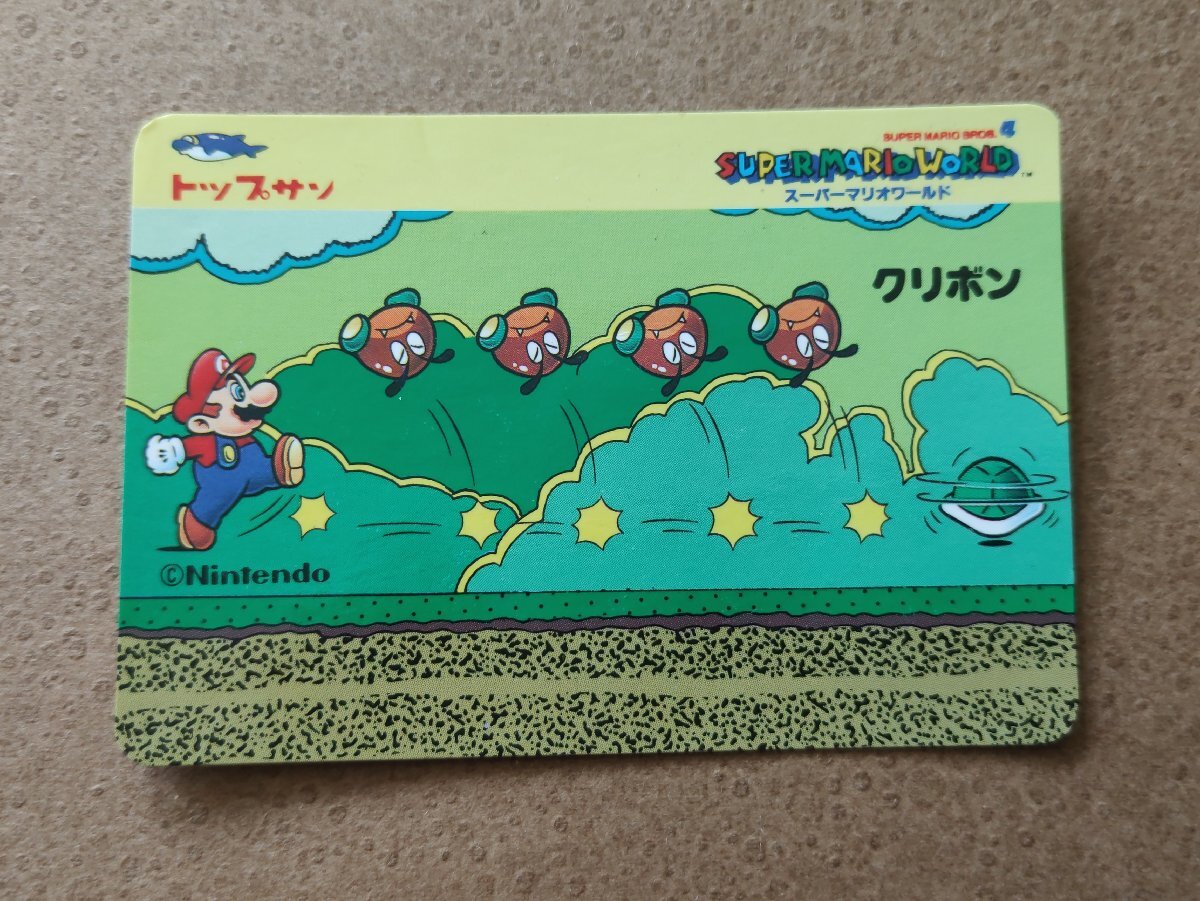 トップサン
SUPER MARIO BROS. 4
SUPER MARIO WORLD™
スーパーマリオワールド
クリボン
©Nintendo